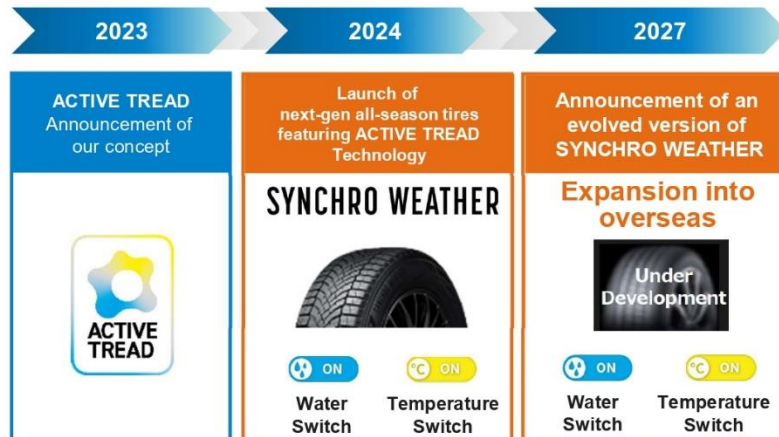 2023
2024
2027
ACTIVE TREAD
Announcement of
our concept
ACTIVE
TREAD
Launch of
next-gen all-season tires
featuring ACTIVE TREAD
Technology
SYNCHRO WEATHER
ON
°C ON
Water
Switch
Temperature
Switch
Announcement of an
evolved version of
SYNCHRO WEATHER
Expansion into
overseas
Under
Development
ON
°C ON
Water
Switch
Temperature
Switch